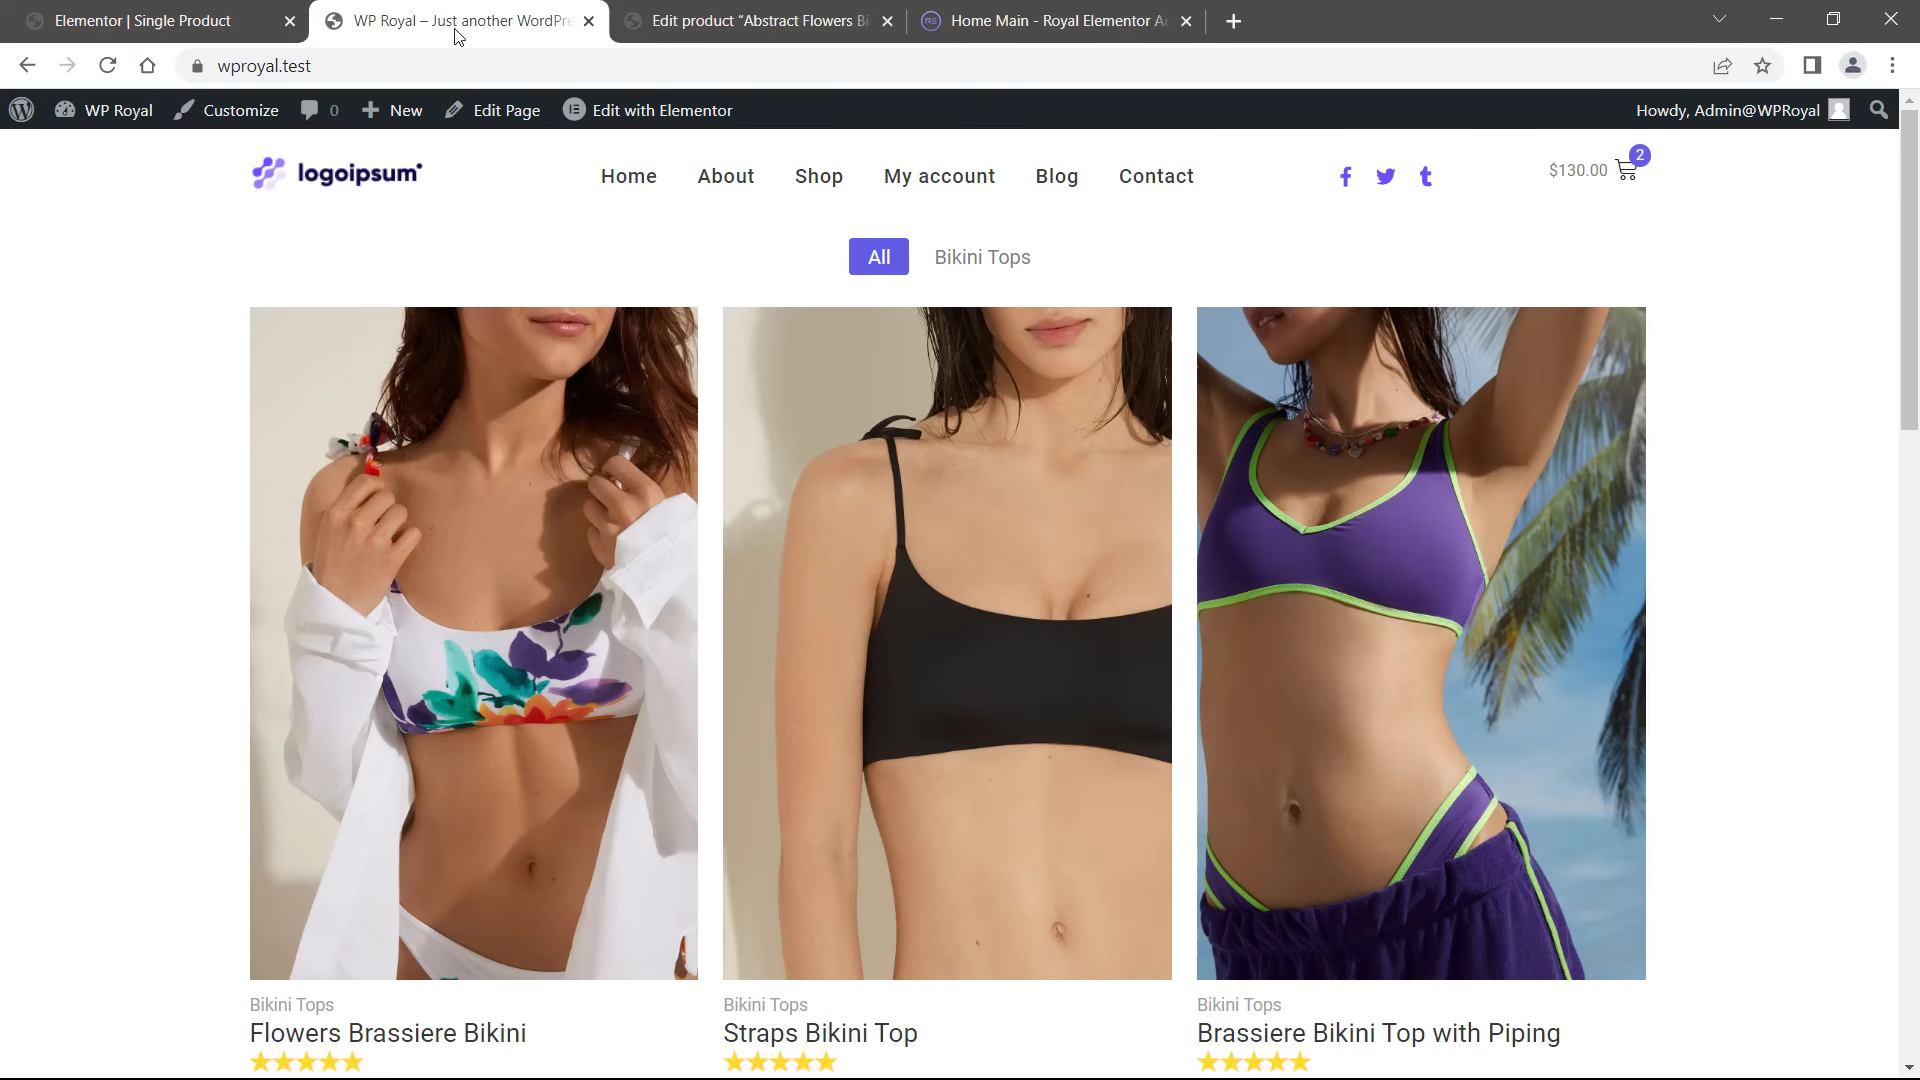 Elementor | Single Product
WP Royal – Just another WordPre
Edit product “Abstract Flowers Bi
Home Main - Royal Elementor Ac
wproyal.test
WP Royal
Customize
0
New
Edit Page
Edit with Elementor
Howdy, Admin@WPRoyal
logoipsum
Home
About
Shop
My account
Blog
Contact
$130.00
2
All
Bikini Tops
Bikini Tops
Flowers Brassiere Bikini
Bikini Tops
Straps Bikini Top
Bikini Tops
Brassiere Bikini Top with Piping